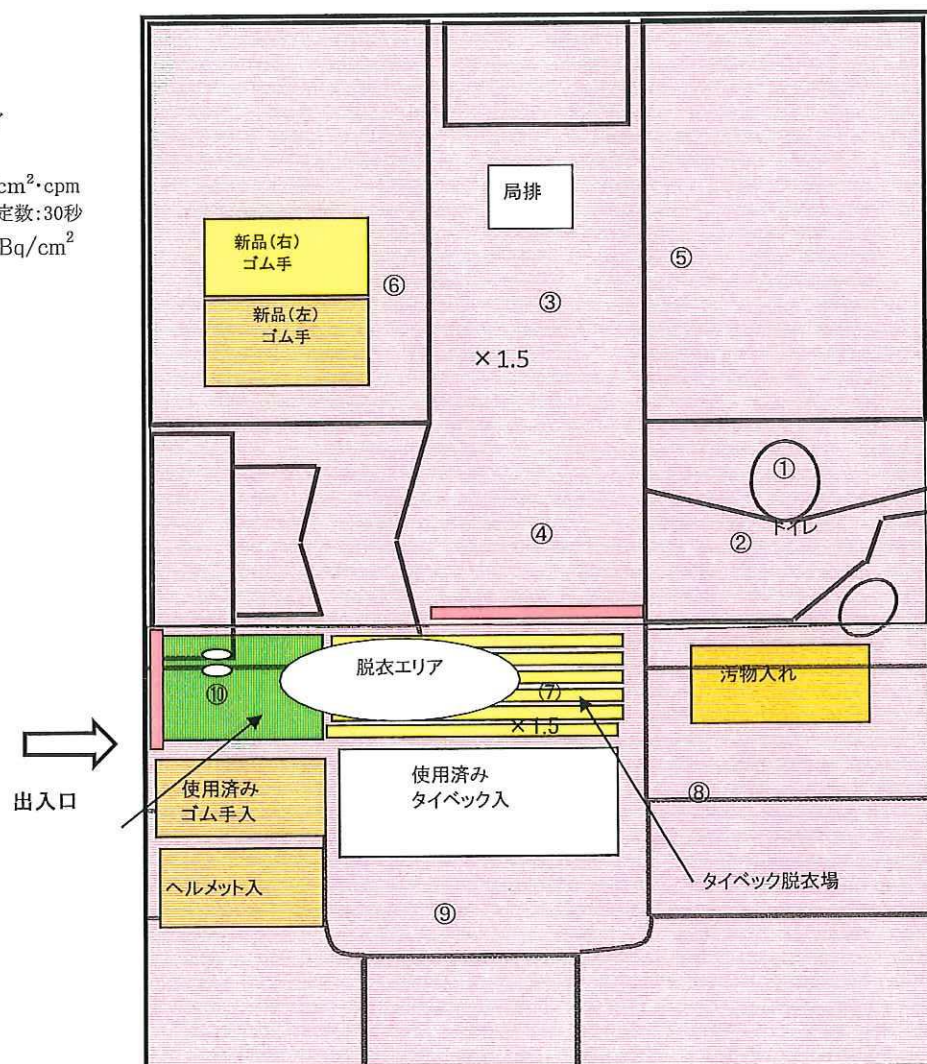 cm²・cpm
定数:30秒
Bq/cm²
局排
新品(右)
ゴム手
新品(左)
ゴム手
⑥
③
⑤
×1.5
①
④
②
トイレ
脱衣エリア
⑩
⑦
×1.5
汚物入れ
出入口
使用済み
ゴム手入
使用済み
タイベック入
⑧
ヘルメット入
タイベック脱衣場
⑨